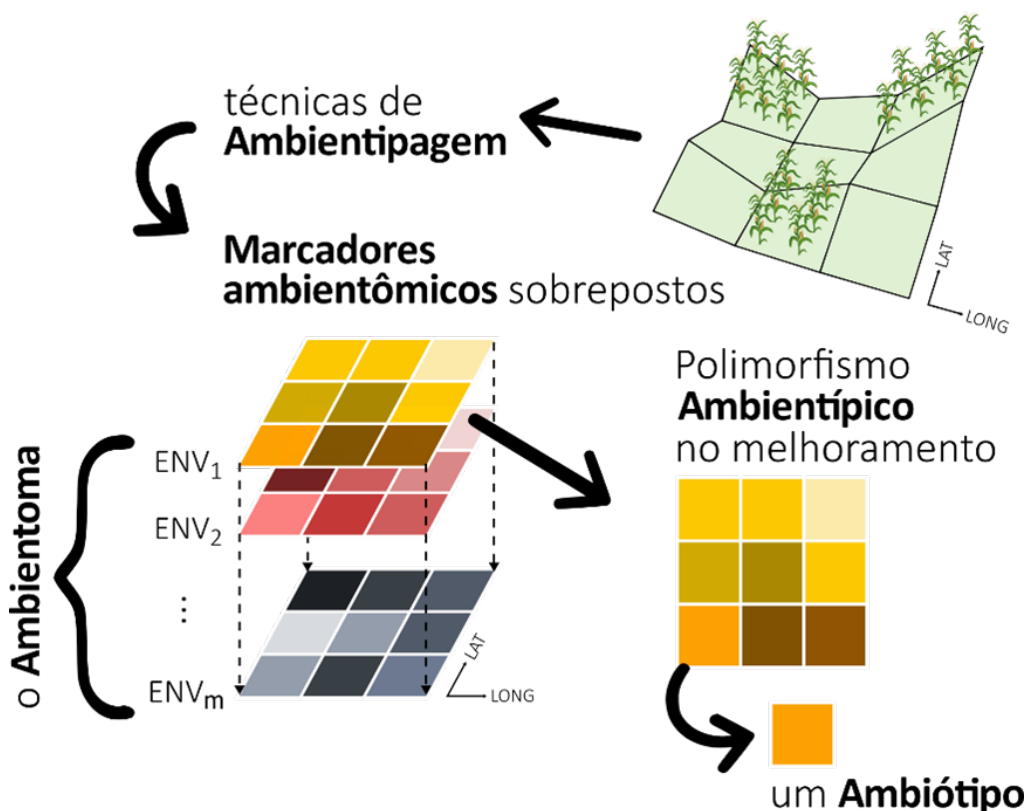 técnicas de
Ambientipagem
LAT
LONG
Marcadores
ambientômicos sobrepostos
Polimorfismo
Ambientípico
no melhoramento
o Ambientoma
ENV1
ENV2
...
ENVm
LAT
LONG
um Ambiótipo